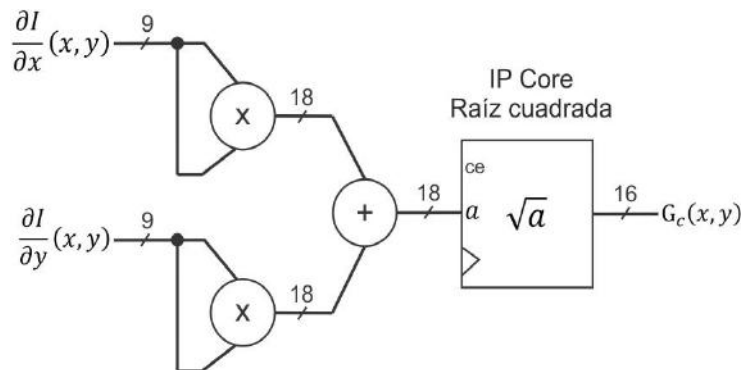 ∂I/∂x (x, y)
9
x
18
∂I/∂y (x, y)
9
x
18
+
18
IP Core
Raíz cuadrada
ce
a
√a
16
G_c(x, y)